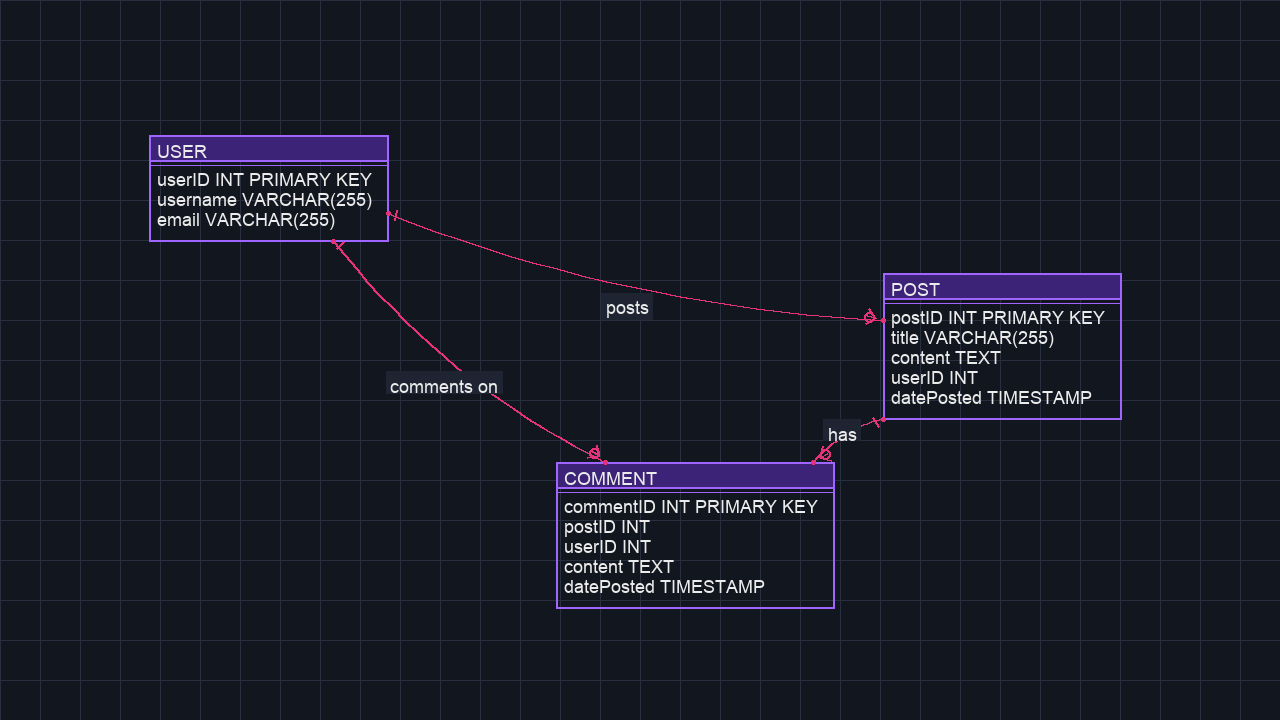 USER
userID INT PRIMARY KEY
username VARCHAR(255)
email VARCHAR(255)
posts
POST
postID INT PRIMARY KEY
title VARCHAR(255)
content TEXT
userID INT
datePosted TIMESTAMP
comments on
has
COMMENT
commentID INT PRIMARY KEY
postID INT
userID INT
content TEXT
datePosted TIMESTAMP